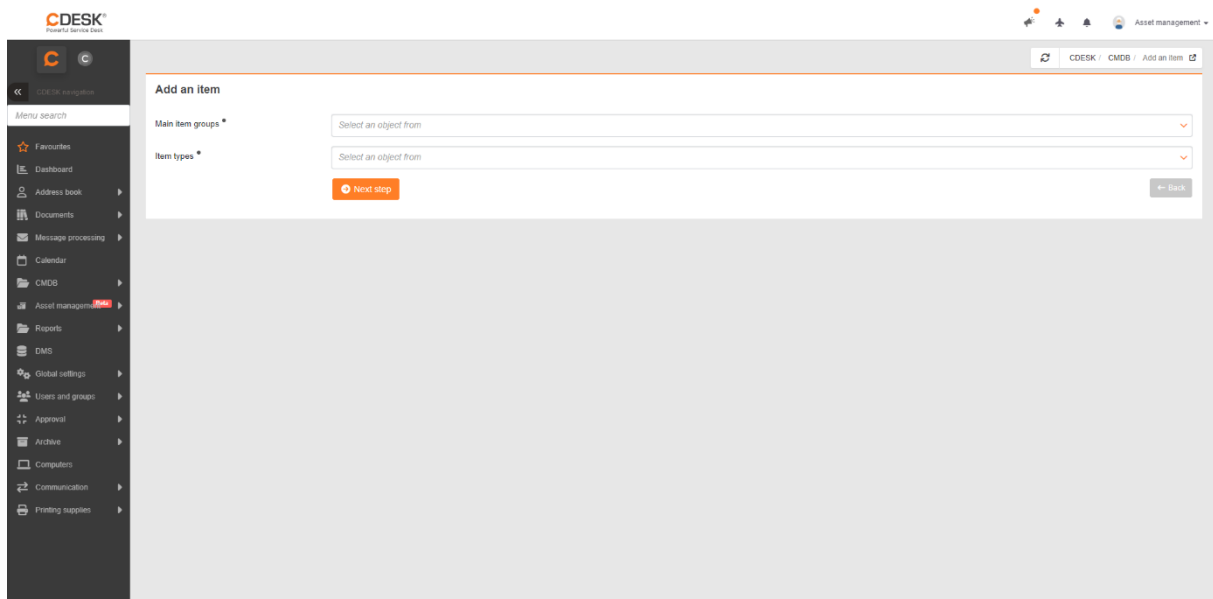 CDESK®
Powerful Service Desk
Asset management
C C
CDESK / CMDB / Add an item
CDESK navigation
Menu search
Favourites
Dashboard
Address book
Documents
Message processing
Calendar
CMDB
Asset management Beta
Reports
DMS
Global settings
Users and groups
Approval
Archive
Computers
Communication
Printing supplies
Add an item
Main item groups *
Select an object from
Item types *
Select an object from
Next step
← Back